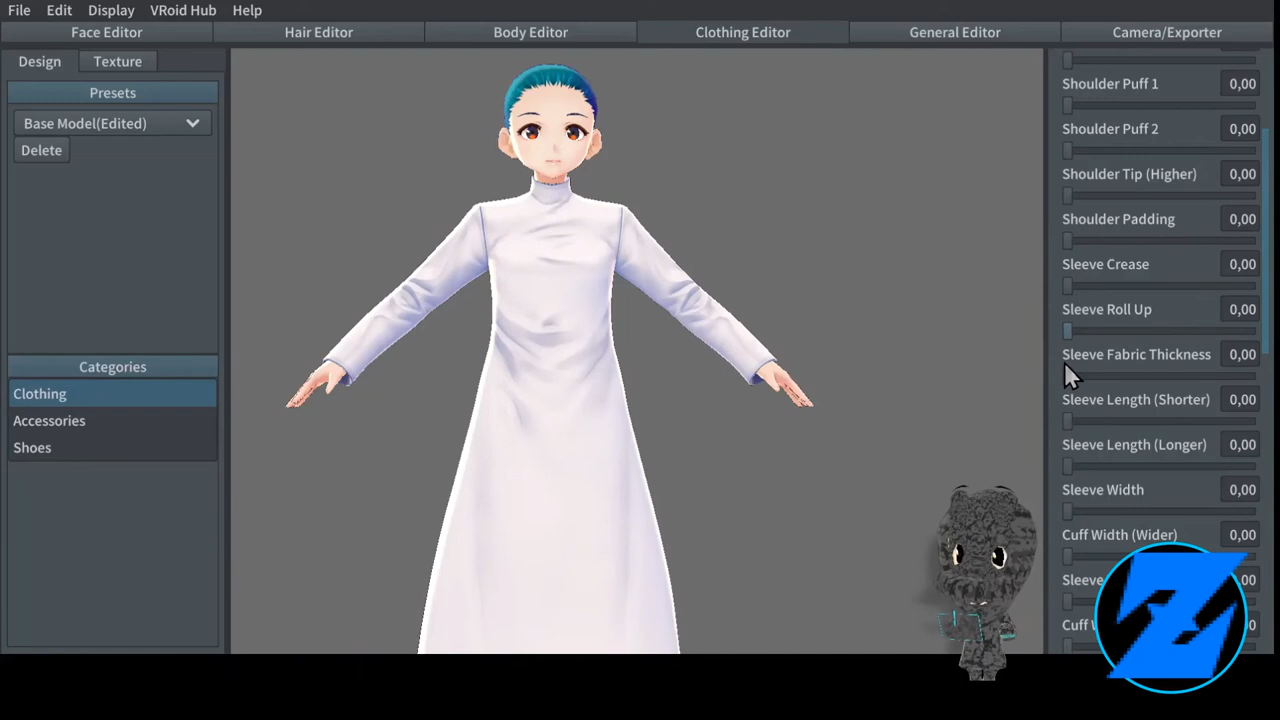 File Edit Display VRoid Hub Help
Face Editor Hair Editor Body Editor Clothing Editor General Editor Camera/Exporter
Design Texture
Presets
Base Model(Edited)
Delete
Categories
Clothing
Accessories
Shoes
Shoulder Puff 1 0,00
Shoulder Puff 2 0,00
Shoulder Tip (Higher) 0,00
Shoulder Padding 0,00
Sleeve Crease 0,00
Sleeve Roll Up 0,00
Sleeve Fabric Thickness 0,00
Sleeve Length (Shorter) 0,00
Sleeve Length (Longer) 0,00
Sleeve Width 0,00
Cuff Width (Wider) 0,00
Sleeve
Cuff